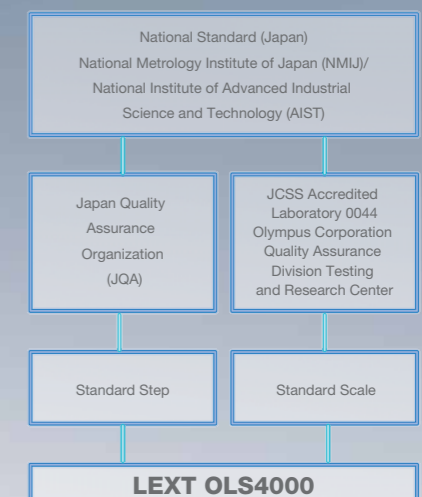 National Standard (Japan)
National Metrology Institute of Japan (NMIJ)/
National Institute of Advanced Industrial
Science and Technology (AIST)
Japan Quality
Assurance
Organization
(JQA)
JCSS Accredited
Laboratory 0044
Olympus Corporation
Quality Assurance
Division Testing
and Research Center
Standard Step
Standard Scale
LEXT OLS4000